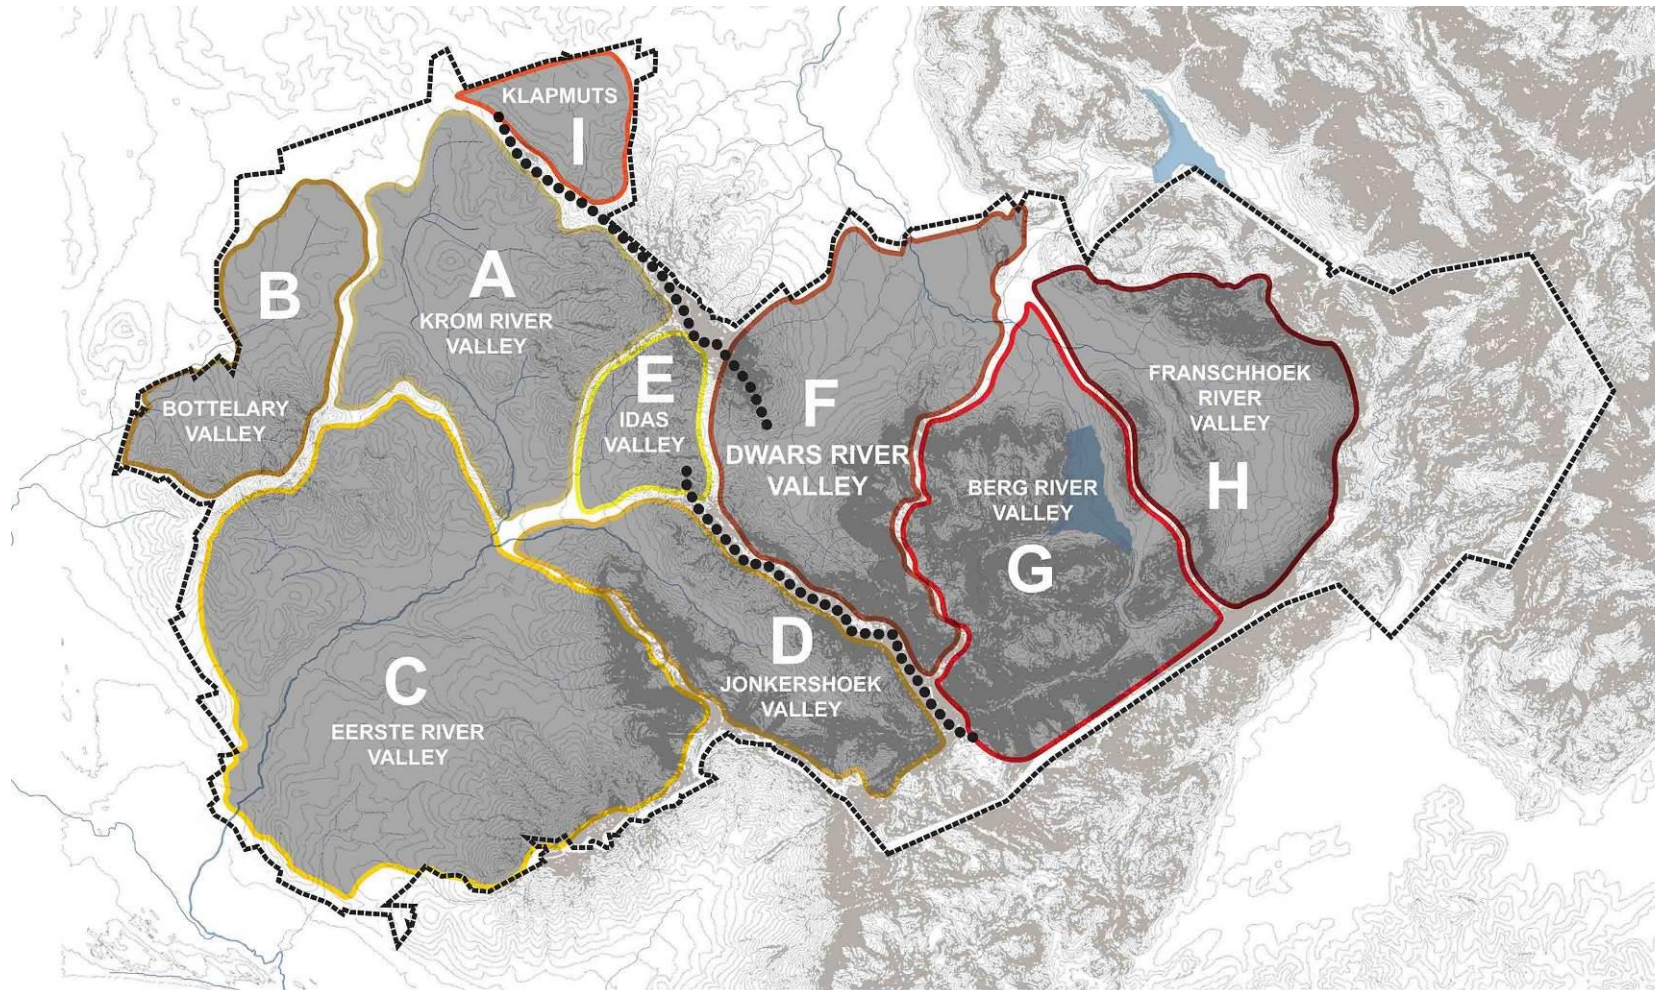 KLAPMUTS
I
A
KROM RIVER
VALLEY
B
BOTTELARY
VALLEY
E
IDAS
VALLEY
F
DWARS RIVER
VALLEY
FRANSCHHOEK
RIVER
VALLEY
H
BERG RIVER
VALLEY
G
D
JONKERSHOEK
VALLEY
C
EERSTE RIVER
VALLEY